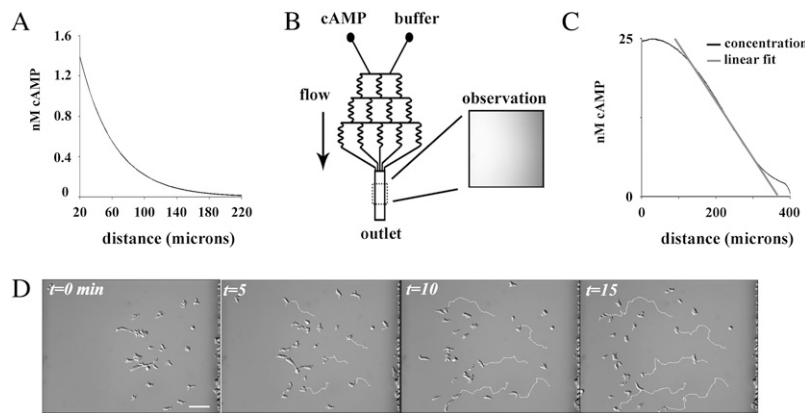 A
nM cAMP
1.6
1.2
0.8
0.4
0
20 60 100 140 180 220
distance (microns)
B
cAMP buffer
flow
observation
outlet
C
nM cAMP
25
0
0 200 400
distance (microns)
concentration
linear fit
D
t=0 min
t=5
t=10
t=15